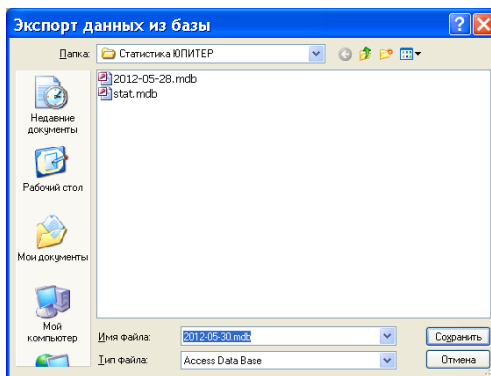 Экспорт данных из базы
Папка: Статистика ЮПИТЕР
2012-05-28.mdb
stat.mdb
Недавние
документы
Рабочий стол
Мои документы
Мой
компьютер
Имя файла: 2012-05-30.mdb Сохранить
Тип файла: Access Data Base Отмена